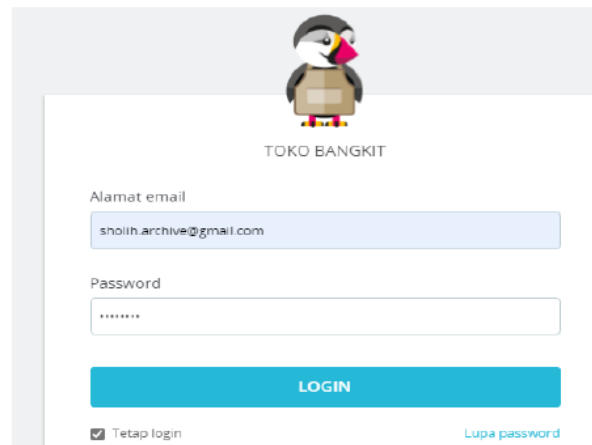 TOKO BANGKIT
Alamat email
sholih.archive@gmail.com
Password
••••••••
LOGIN
Tetap login
Lupa password